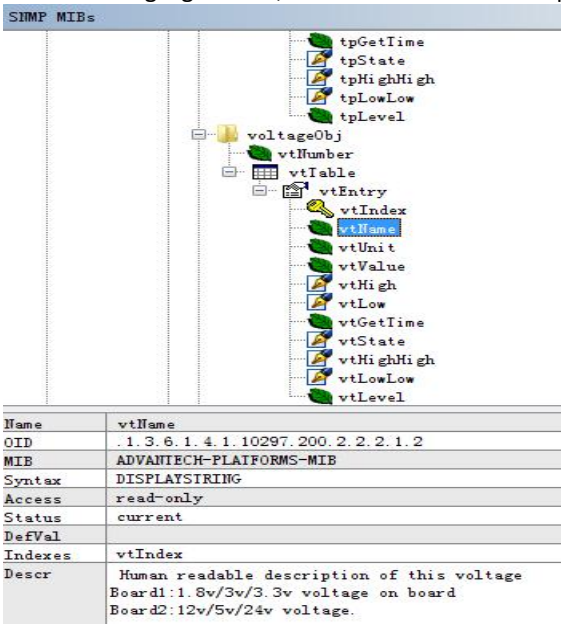 SNMP MIBs
tpGetTime
tpState
tpHighHigh
tpLowLow
tpLevel
voltageObj
vtNumber
vtTable
vtEntry
vtIndex
vtName
vtUnit
vtValue
vtHigh
vtLow
vtGetTime
vtState
vtHighHigh
vtLowLow
vtLevel
Name vtName
OID .1.3.6.1.4.1.10297.200.2.2.2.1.2
MIB ADVANTECH-PLATFORMS-MIB
Syntax DISPLAYSTRING
Access read-only
Status current
DefVal
Indexes vtIndex
Descr Human readable description of this voltage
Board1:1.8v/3v/3.3v voltage on board
Board2:12v/5v/24v voltage.